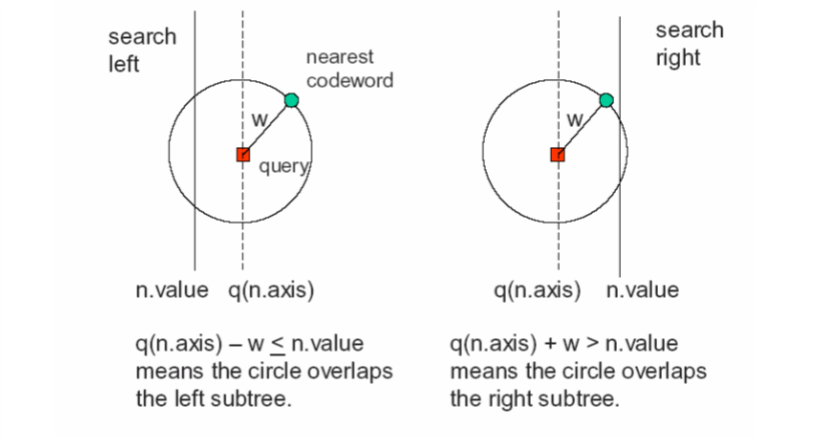 search
left
nearest
codeword
w
query
n.value q(n.axis)
q(n.axis) – w ≤ n.value
means the circle overlaps
the left subtree.
search
right
w
q(n.axis) n.value
q(n.axis) + w > n.value
means the circle overlaps
the right subtree.